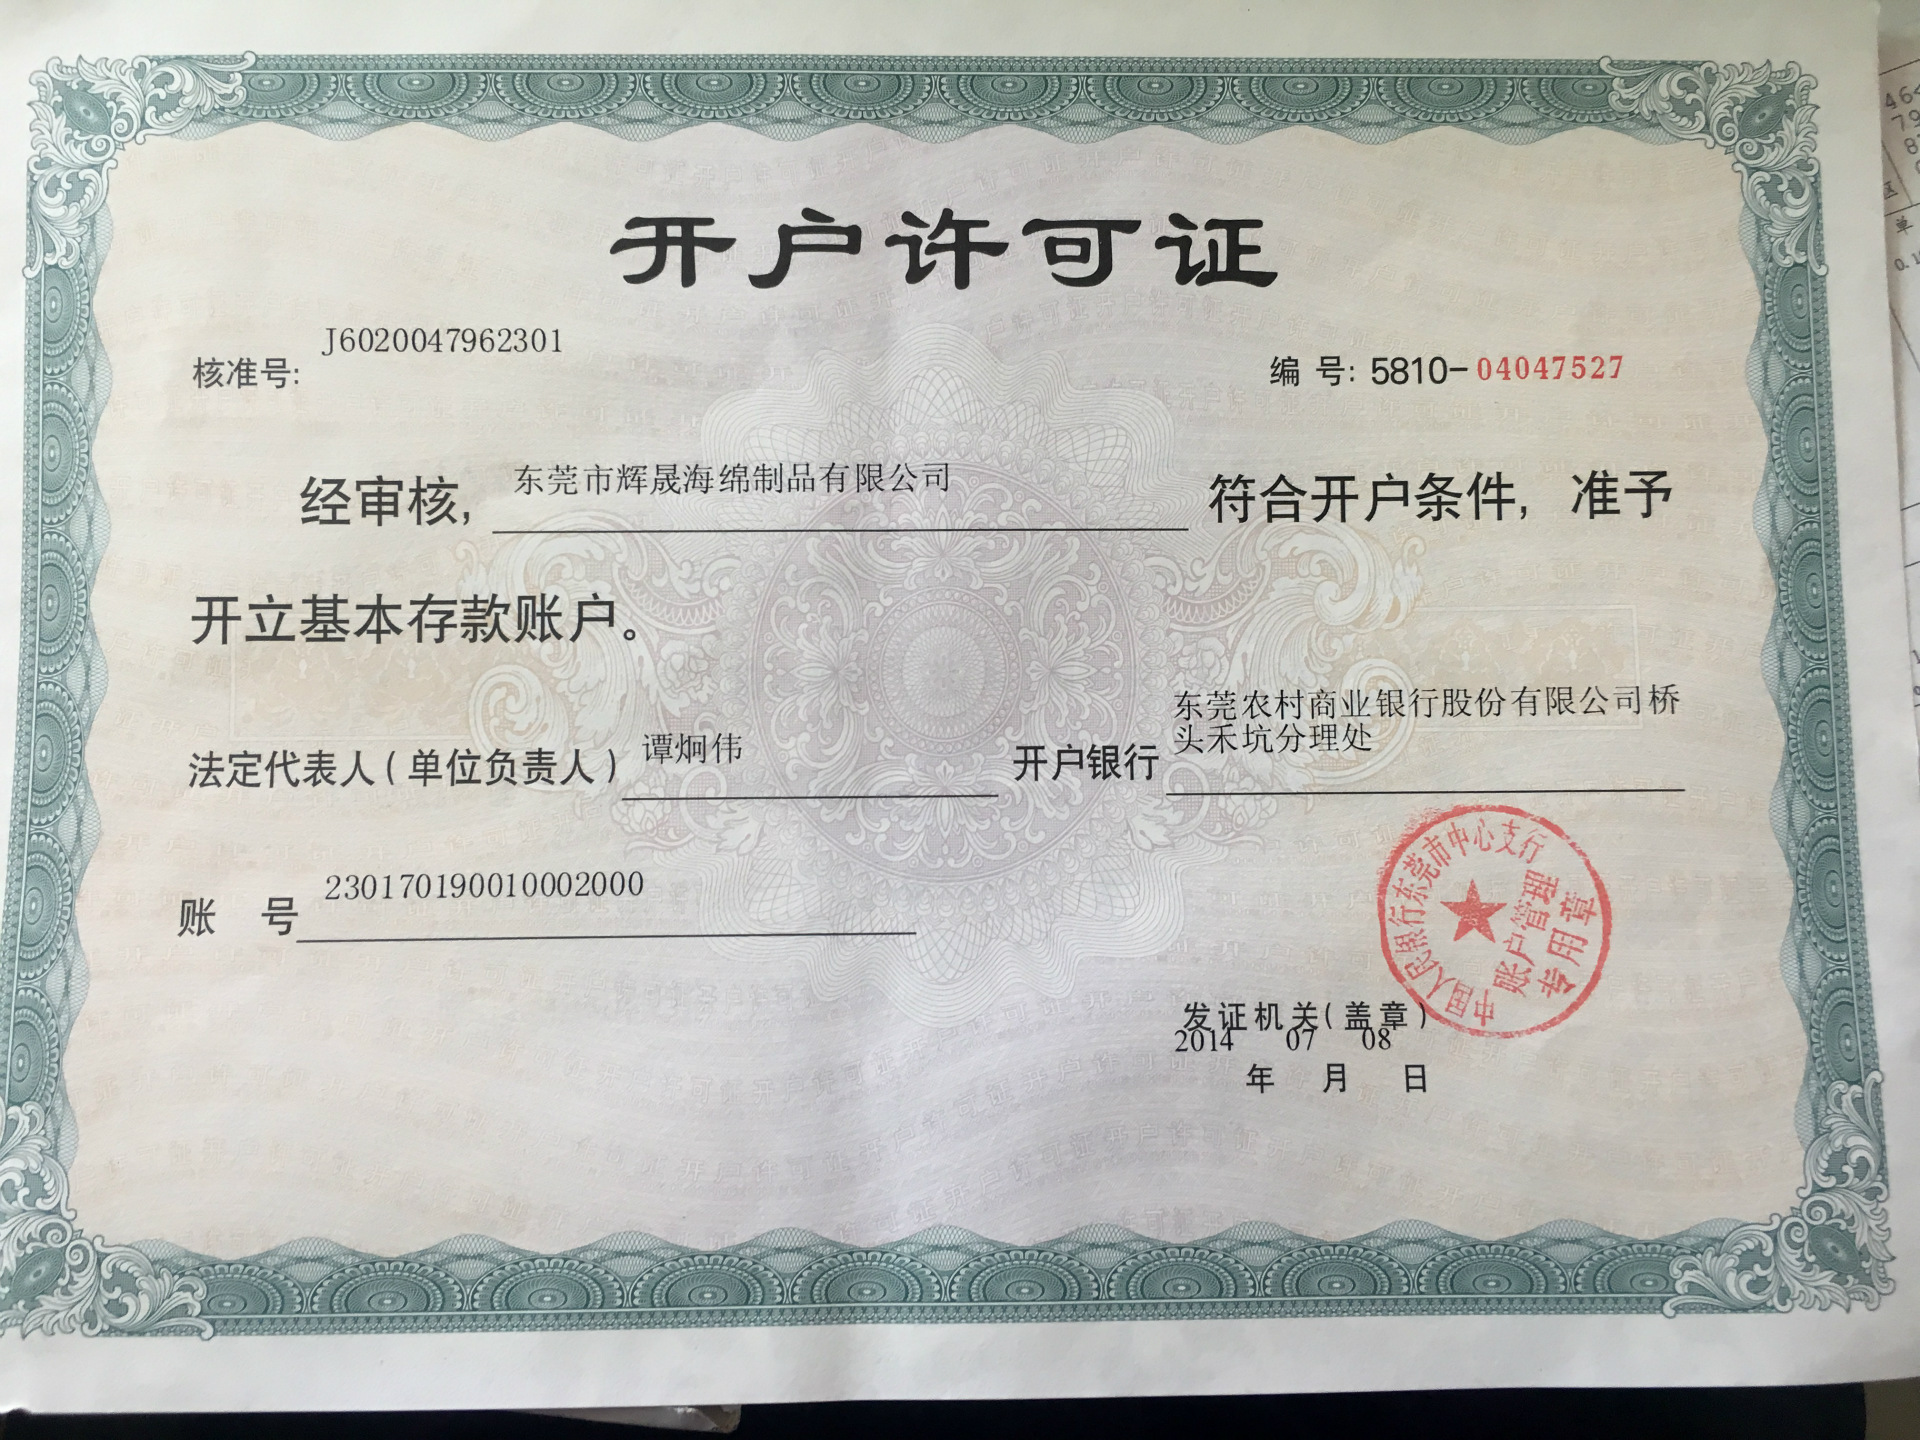 开户许可证
核准号: J6020047962301
编 号: 5810-04047527
经审核, 东莞市辉晟海绵制品有限公司 符合开户条件, 准予
开立基本存款账户。
法定代表人(单位负责人) 谭炯伟 开户银行 东莞农村商业银行股份有限公司桥
头禾坑分理处
账 号 230170190010002000
中国人民银行东莞市中心支行
账户管理
专用章
发证机关(盖章)
2014 07 08
年 月 日